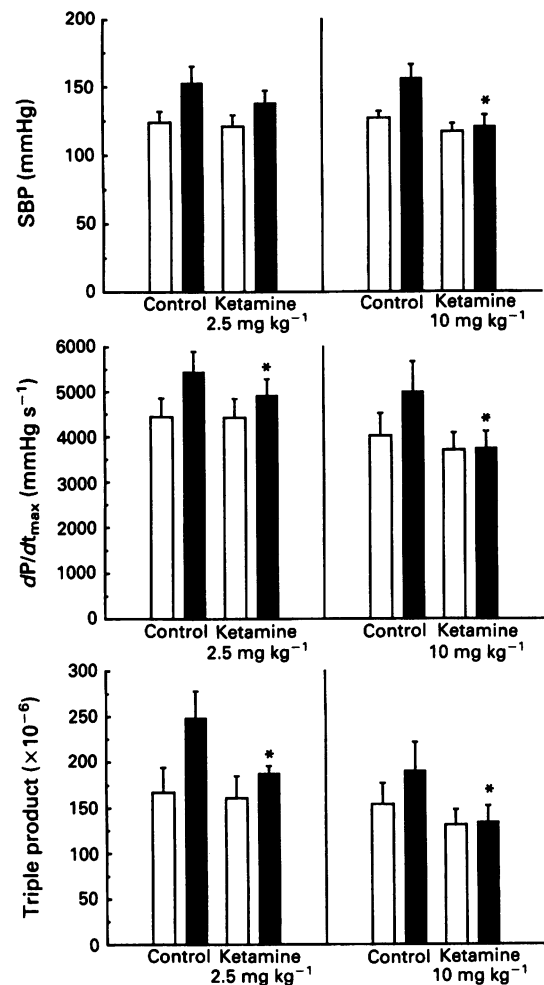 SBP (mmHg)
200
150
100
50
0
*
Control Ketamine
2.5 mg kg⁻¹
Control Ketamine
10 mg kg⁻¹
dP/dtmax (mmHg s⁻¹)
6000
5000
4000
3000
2000
1000
0
*
*
Control Ketamine
2.5 mg kg⁻¹
Control Ketamine
10 mg kg⁻¹
Triple product (×10⁻⁶)
300
250
200
150
100
50
0
*
*
Control Ketamine
2.5 mg kg⁻¹
Control Ketamine
10 mg kg⁻¹